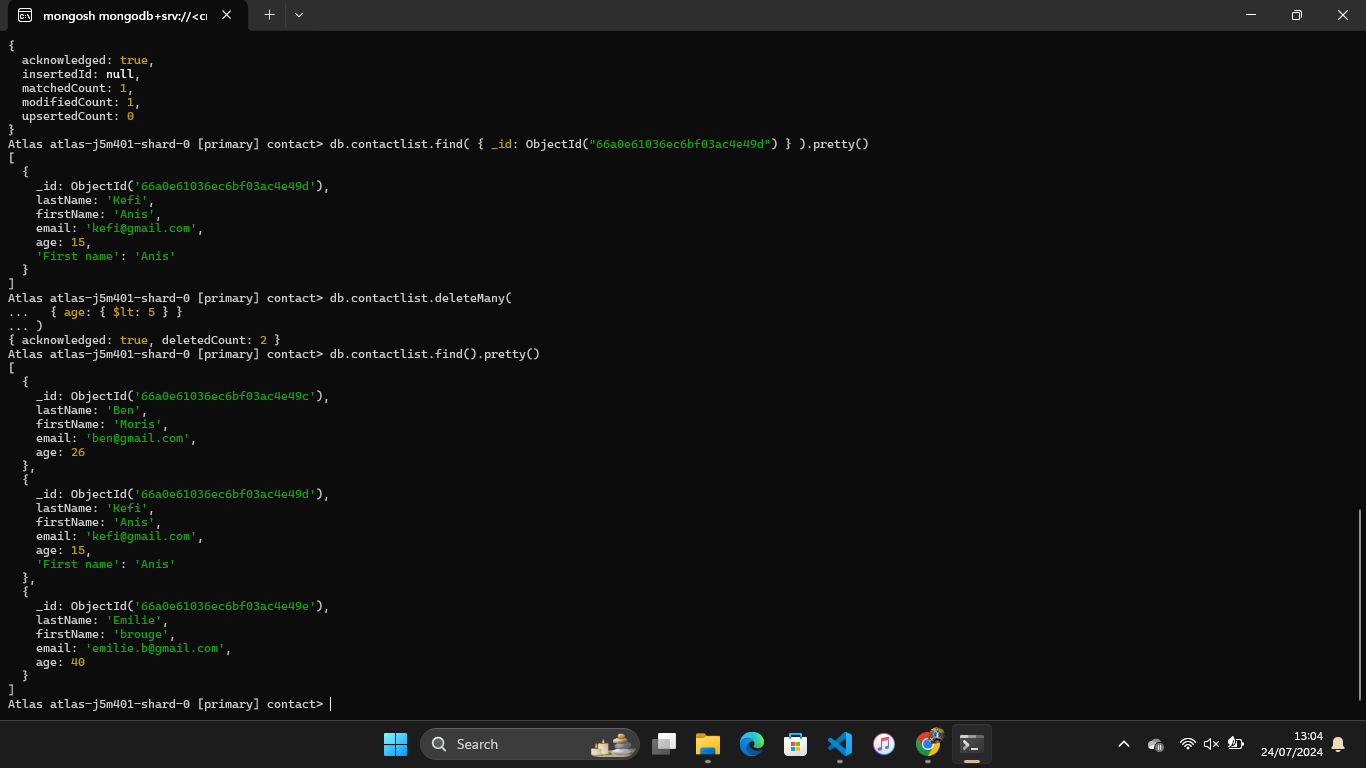 mongosh mongodb+srv://<cr
{
  acknowledged: true,
  insertedId: null,
  matchedCount: 1,
  modifiedCount: 1,
  upsertedCount: 0
}
Atlas atlas-j5m401-shard-0 [primary] contact> db.contactlist.find( { _id: ObjectId("66a0e61036ec6bf03ac4e49d") } ).pretty()
[
  {
    _id: ObjectId('66a0e61036ec6bf03ac4e49d'),
    lastName: 'Kefi',
    firstName: 'Anis',
    email: 'kefi@gmail.com',
    age: 15,
    'First name': 'Anis'
  }
]
Atlas atlas-j5m401-shard-0 [primary] contact> db.contactlist.deleteMany(
...   { age: { $lt: 5 } }
... )
{ acknowledged: true, deletedCount: 2 }
Atlas atlas-j5m401-shard-0 [primary] contact> db.contactlist.find().pretty()
[
  {
    _id: ObjectId('66a0e61036ec6bf03ac4e49c'),
    lastName: 'Ben',
    firstName: 'Moris',
    email: 'ben@gmail.com',
    age: 26
  },
  {
    _id: ObjectId('66a0e61036ec6bf03ac4e49d'),
    lastName: 'Kefi',
    firstName: 'Anis',
    email: 'kefi@gmail.com',
    age: 15,
    'First name': 'Anis'
  },
  {
    _id: ObjectId('66a0e61036ec6bf03ac4e49e'),
    lastName: 'Emilie',
    firstName: 'brouge',
    email: 'emilie.b@gmail.com',
    age: 40
  }
]
Atlas atlas-j5m401-shard-0 [primary] contact>
Search
13:04
24/07/2024